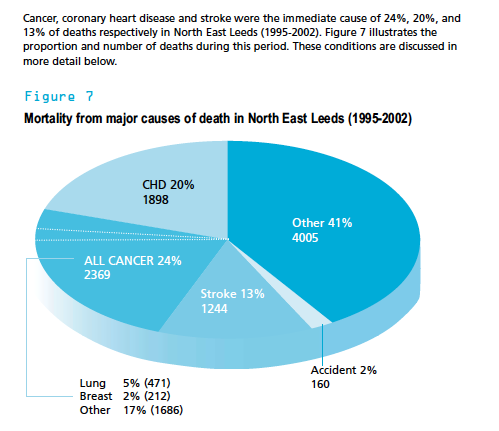 Cancer, coronary heart disease and stroke were the immediate cause of 24%, 20%, and
13% of deaths respectively in North East Leeds (1995-2002). Figure 7 illustrates the
proportion and number of deaths during this period. These conditions are discussed in
more detail below.
Figure 7
Mortality from major causes of death in North East Leeds (1995-2002)
CHD 20%
1898
Other 41%
4005
ALL CANCER 24%
2369
Stroke 13%
1244
Accident 2%
160
Lung 5% (471)
Breast 2% (212)
Other 17% (1686)